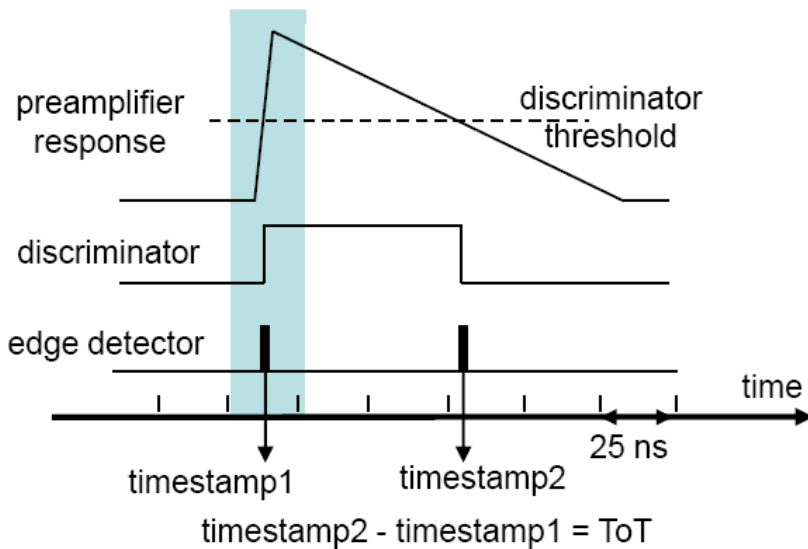 preamplifier
response
discriminator
threshold
discriminator
edge detector
time
25 ns
timestamp1
timestamp2
timestamp2 - timestamp1 = ToT